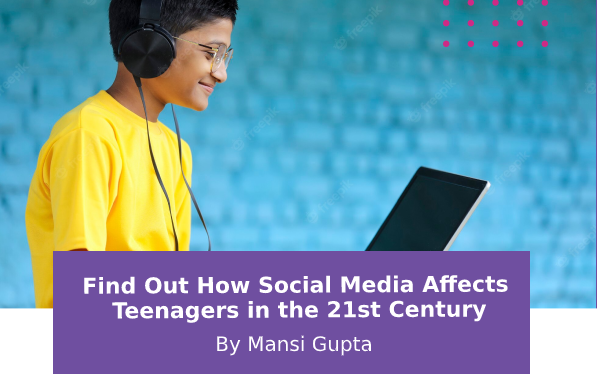 Find Out How Social Media Affects
Teenagers in the 21st Century
By Mansi Gupta